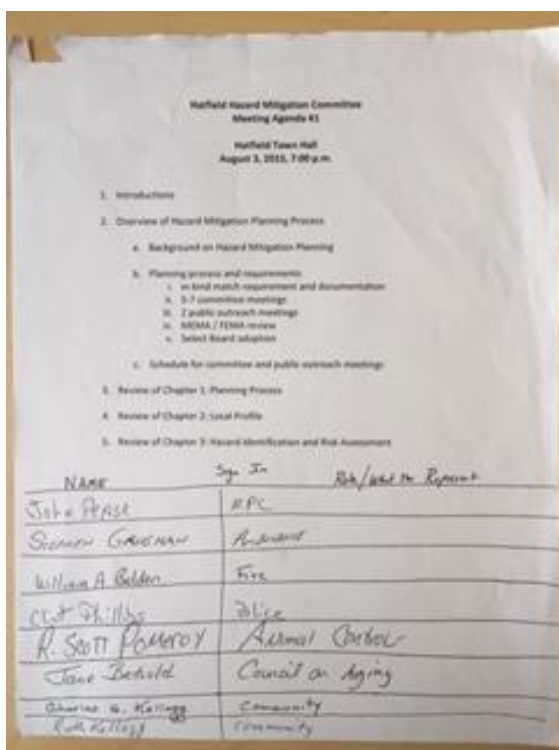 Hatfield Hazard Mitigation Committee
Meeting Agenda #1
Hatfield Town Hall
August 3, 2015, 7:00 p.m.
1. Introductions
2. Overview of Hazard Mitigation Planning Process
a. Background on Hazard Mitigation Planning
b. Planning process and requirements
i. In kind match requirement and documentation
ii. 5-7 committee meetings
iii. 2 public outreach meetings
iv. MEMA / FEMA review
v. Select Board adoption
c. Schedule for committee and public outreach meetings
3. Review of Chapter 1: Planning Process
4. Review of Chapter 2: Local Profile
5. Review of Chapter 3: Hazard Identification and Risk Assessment
Sign In
NAME Role/What You Represent
John Pease
Stephen Gaughan
William A. Belden Fire
Phillips Police
R. SCOTT POMEROY Animal Control
Jane Council on Aging
Charles G. Kellogg Community
Ruth Kellogg Community